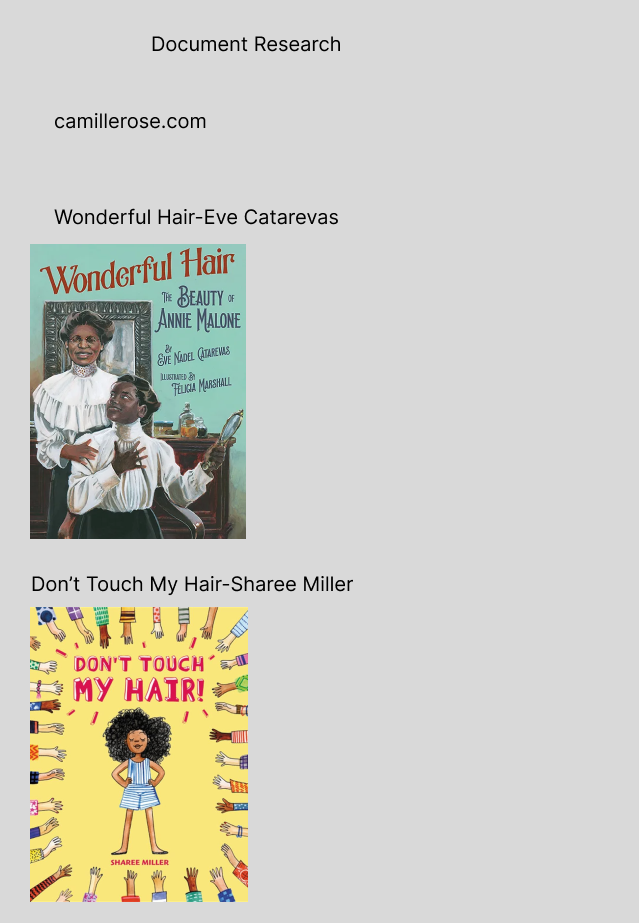 Document Research
camillerose.com
Wonderful Hair-Eve Catarevas
Wonderful Hair
THE BEAUTY OF
ANNIE MALONE
BY
EVE NADEL CATAREVAS
ILLUSTRATED BY
FELICIA MARSHALL
Don’t Touch My Hair-Sharee Miller
DON'T TOUCH
MY HAIR!
SHAREE MILLER